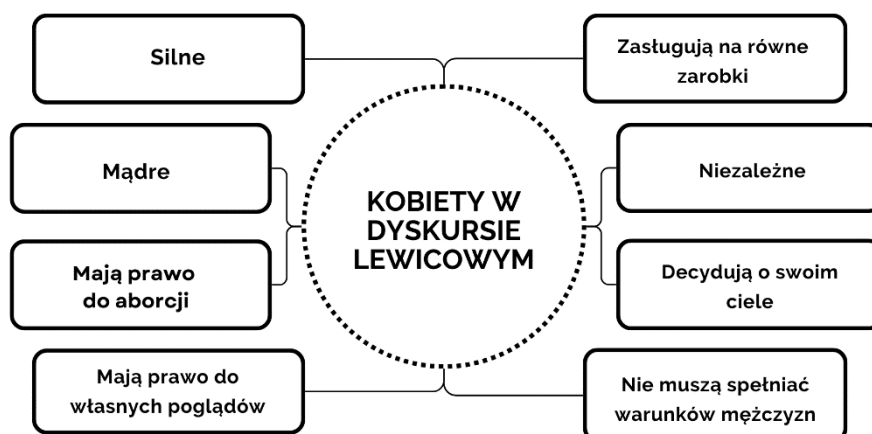 Silne
Zasługują na równe
zarobki
Mądre
KOBIETY W
DYSKURSIE
LEWICOWYM
Niezależne
Mają prawo
do aborcji
Decydują o swoim
ciele
Mają prawo do
własnych poglądów
Nie muszą spełniać
warunków mężczyzn